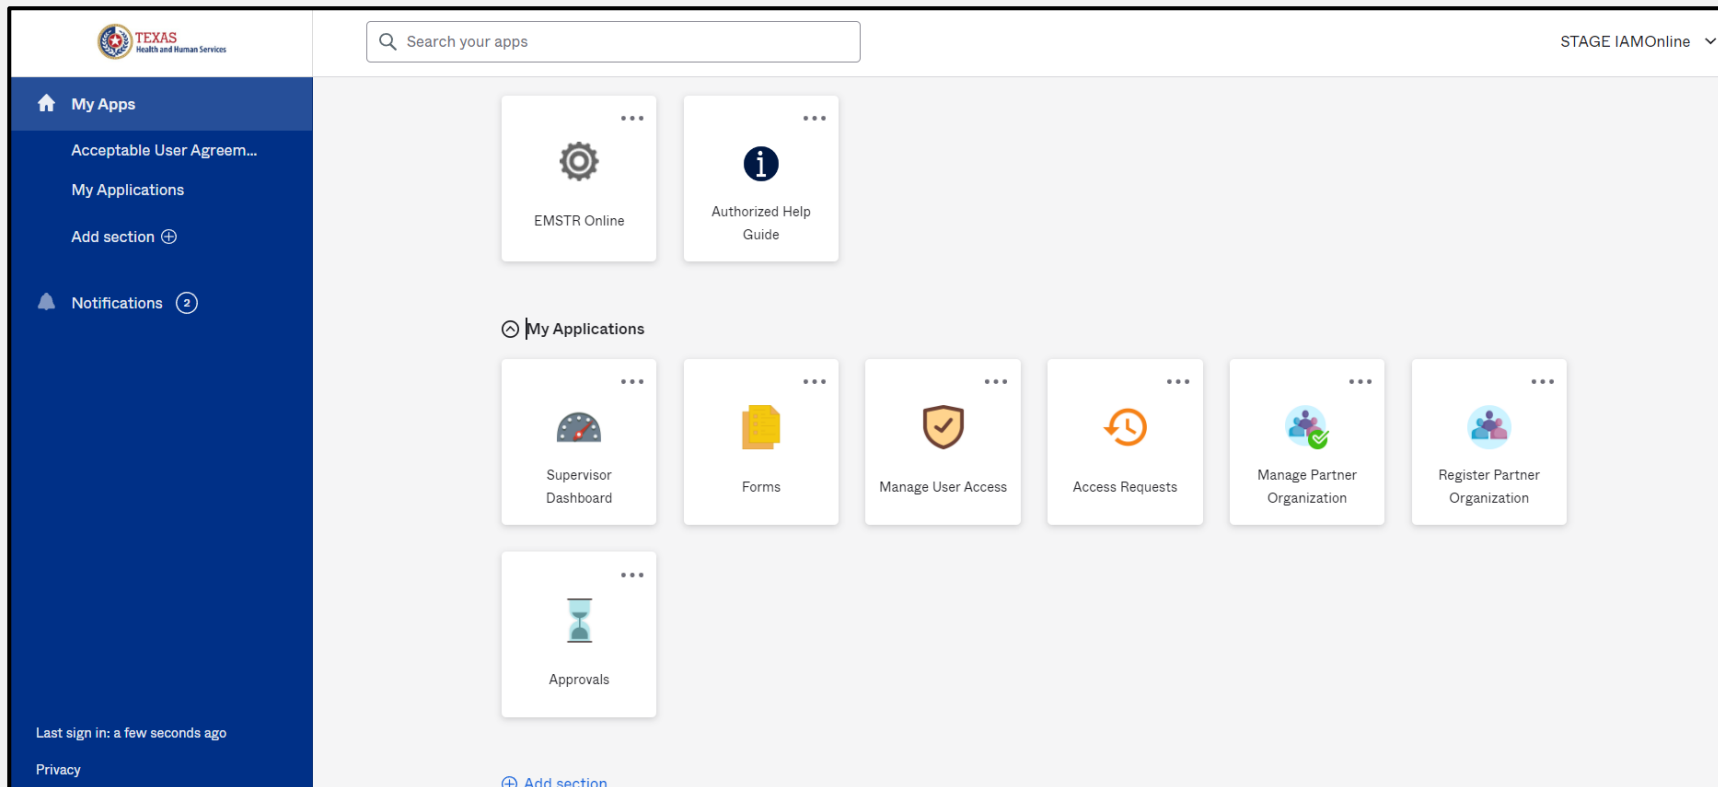 TEXAS
Health and Human Services
Search your apps
STAGE IAMOnline
My Apps
Acceptable User Agreem...
My Applications
Add section
Notifications 2
Last sign in: a few seconds ago
Privacy
EMSTR Online
Authorized Help
Guide
My Applications
Supervisor
Dashboard
Forms
Manage User Access
Access Requests
Manage Partner
Organization
Register Partner
Organization
Approvals
Add section